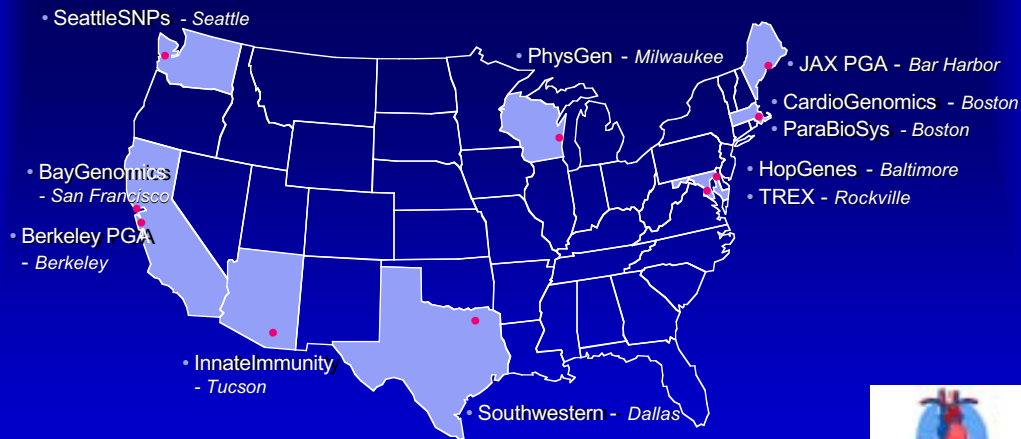 • SeattleSNPs - Seattle
• PhysGen - Milwaukee
• JAX PGA - Bar Harbor
• CardioGenomics - Boston
• ParaBioSys - Boston
• HopGenes - Baltimore
• TREX - Rockville
• BayGenomics
- San Francisco
• Berkeley PGA
- Berkeley
• InnateImmunity
- Tucson
• Southwestern - Dallas